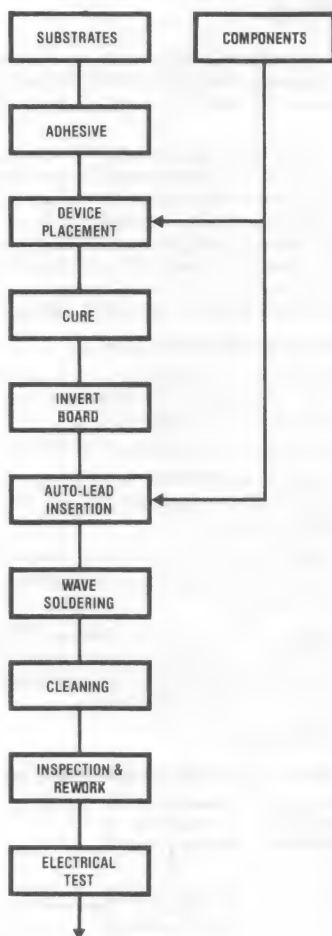 SUBSTRATES
COMPONENTS
ADHESIVE
DEVICE
PLACEMENT
CURE
INVERT
BOARD
AUTO-LEAD
INSERTION
WAVE
SOLDERING
CLEANING
INSPECTION &
REWORK
ELECTRICAL
TEST